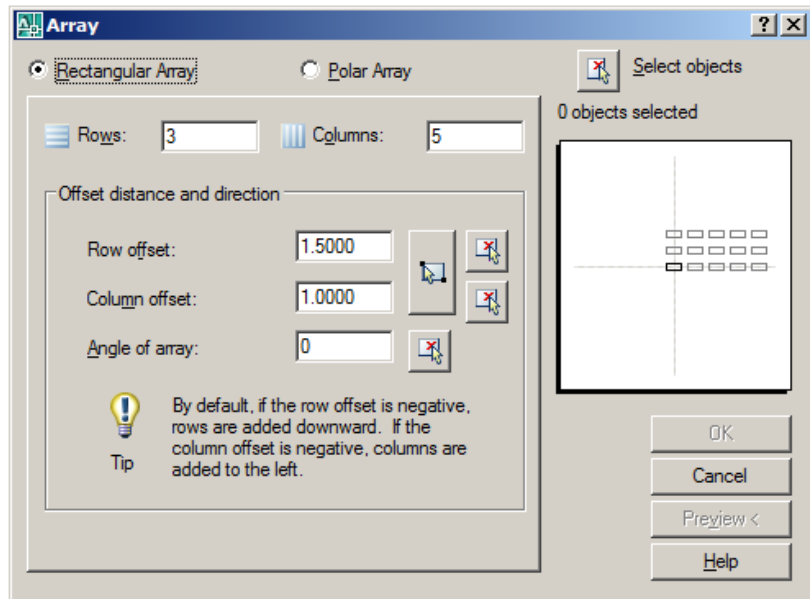 Array
Rectangular Array
Polar Array
Select objects
0 objects selected
Rows: 3
Columns: 5
Offset distance and direction
Row offset: 1.5000
Column offset: 1.0000
Angle of array: 0
By default, if the row offset is negative,
rows are added downward. If the
column offset is negative, columns are
added to the left.
Tip
OK
Cancel
Preview <
Help